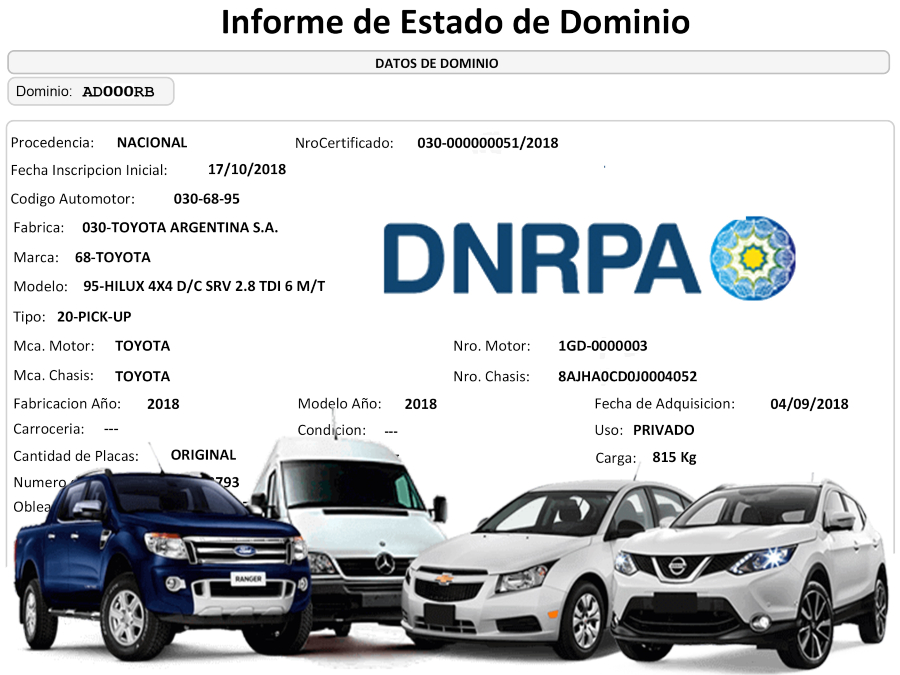 Informe de Estado de Dominio
DATOS DE DOMINIO
Dominio: AD000RB
Procedencia: NACIONAL NroCertificado: 030-000000051/2018
Fecha Inscripcion Inicial: 17/10/2018
Codigo Automotor: 030-68-95
Fabrica: 030-TOYOTA ARGENTINA S.A.
Marca: 68-TOYOTA
DNRPA
Modelo: 95-HILUX 4X4 D/C SRV 2.8 TDI 6 M/T
Tipo: 20-PICK-UP
Mca. Motor: TOYOTA Nro. Motor: 1GD-0000003
Mca. Chasis: TOYOTA Nro. Chasis: 8AJHA0CD0J0004052
Fabricacion Año: 2018 Modelo Año: 2018 Fecha de Adquisicion: 04/09/2018
Carroceria: --- Condicion: --- Uso: PRIVADO
Cantidad de Placas: ORIGINAL Carga: 815 Kg
Numero 793
Oblea
Ford
RANGER